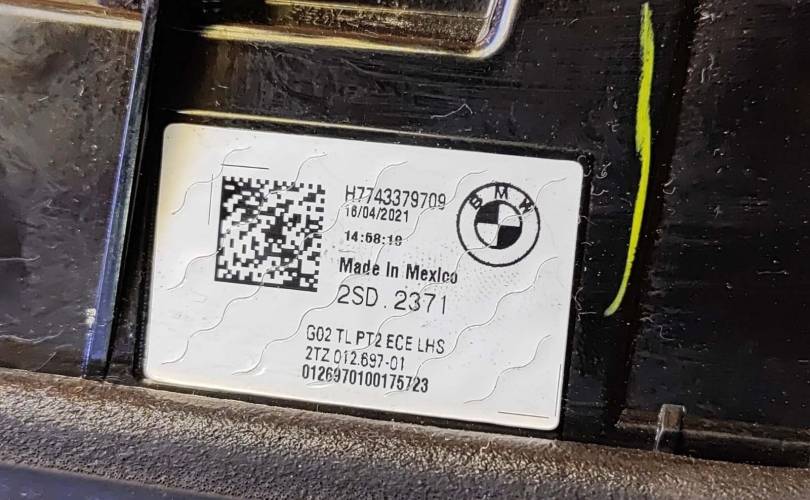 H7743379709
16/04/2021
14:58:19
BMW
Made In Mexico
2SD.2371
G02 TL PT2 ECE LHS
2TZ 012.697-01
0126970100175723